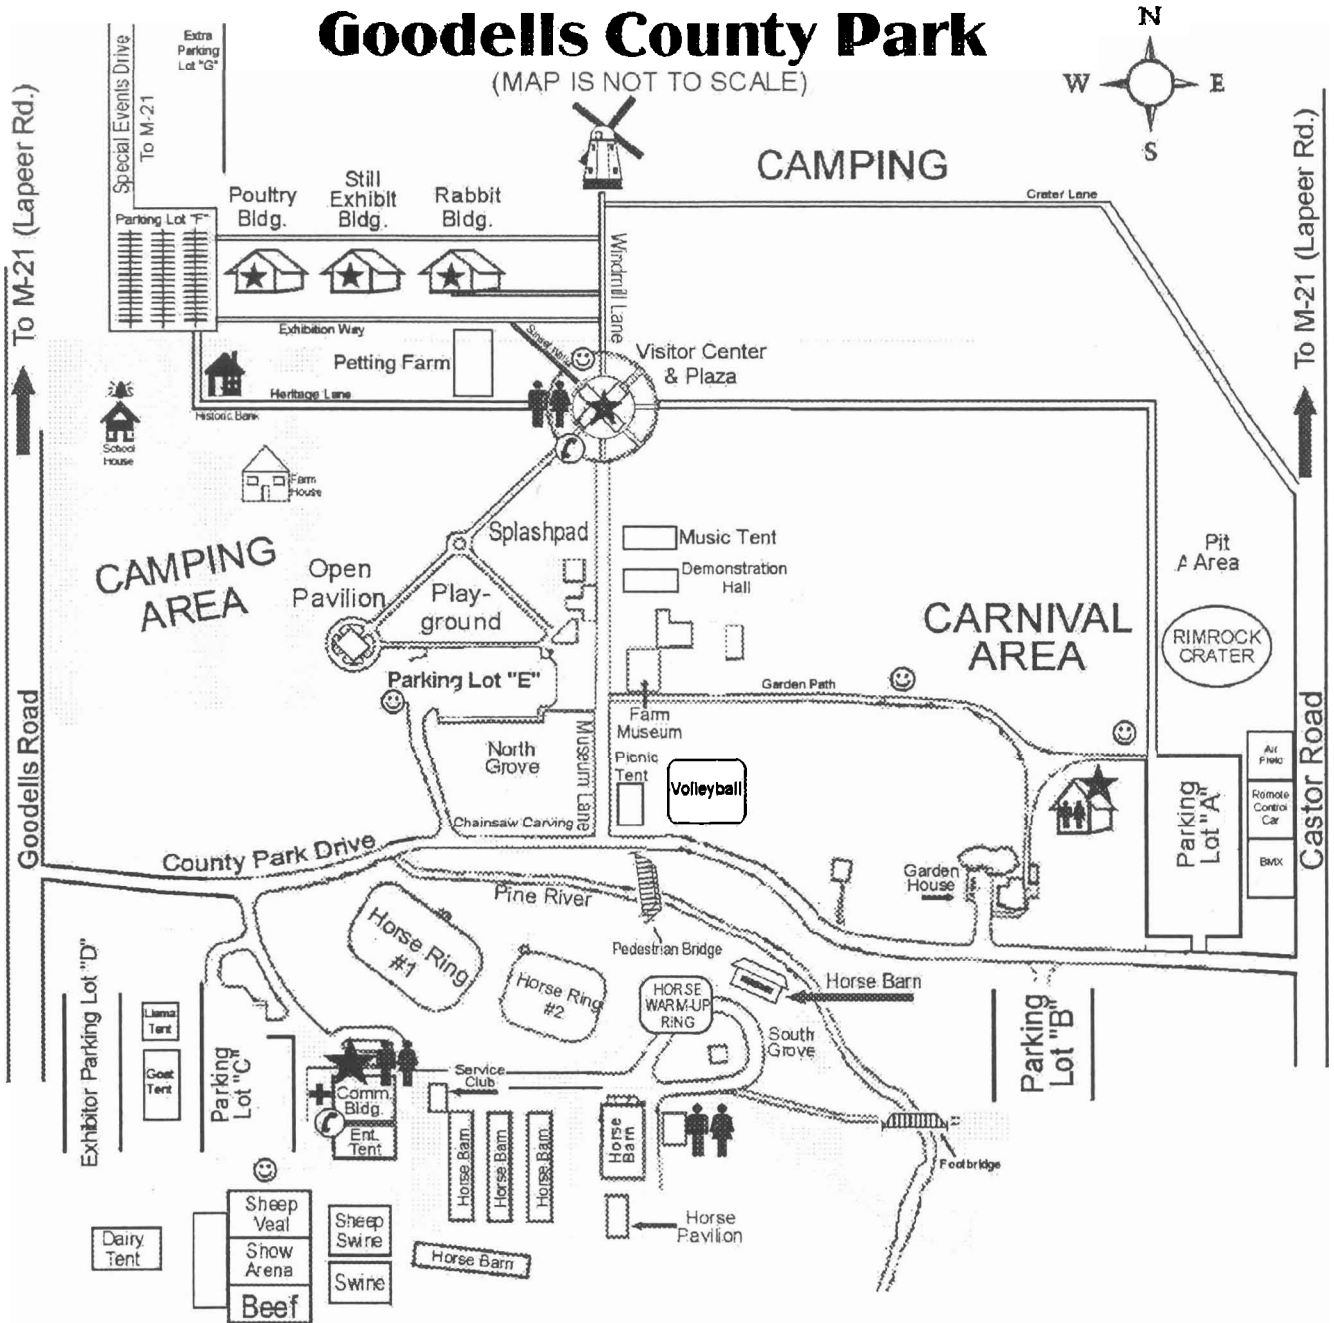 Goodells County Park
(MAP IS NOT TO SCALE)
N
W
E
S
Extra
Parking
Lot "G"
Special Events Drive
To M-21
To M-21 (Lapeer Rd.)
To M-21 (Lapeer Rd.)
CAMPING
Crater Lane
Poultry
Bldg.
Still
Exhibit
Bldg.
Rabbit
Bldg.
Parking Lot "F"
Windmill Lane
Exhibition Way
Petting Farm
Visitor Center
& Plaza
Heritage Lane
Historic Bank
School
House
Farm
House
CAMPING
AREA
Splashpad
Open
Pavilion
Play-
ground
Music Tent
Demonstration
Hall
Pit
Area
CARNIVAL
AREA
RIMROCK
CRATER
Parking Lot "E"
Garden Path
Farm
Museum
North
Grove
Museum Lane
Picnic
Tent
Volleyball
Chainsaw Carving
Goodells Road
Castor Road
Air
Field
Romote
Control
Car
BMX
Parking
Lot "A"
County Park Drive
Garden
House
Pine River
Pedestrian Bridge
Horse Ring
#1
Horse Ring
#2
HORSE
WARM-UP
RING
Horse Barn
South
Grove
Parking
Lot "B"
Exhibitor Parking Lot "D"
Llama
Tent
Goat
Tent
Parking
Lot "C"
Service
Club
Comm.
Bldg.
Ent.
Tent
Horse Barn
Horse Barn
Horse Barn
Horse
Barn
Footbridge
Horse
Pavilion
Sheep
Veal
Show
Arena
Beef
Sheep
Swine
Swine
Dairy
Tent
Horse Barn